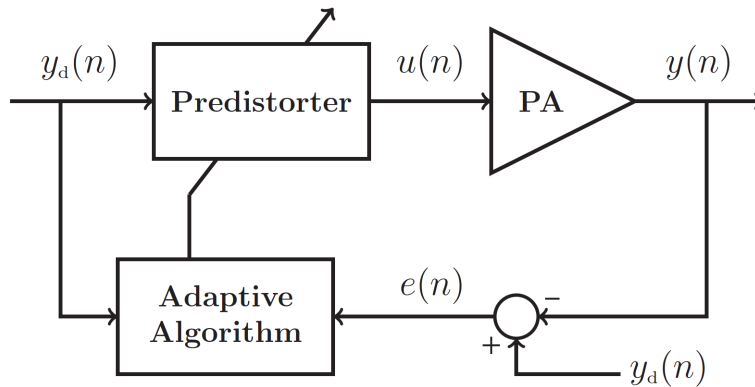 y_d(n)
u(n)
y(n)
Predistorter
PA
Adaptive
Algorithm
e(n)
−
+
y_d(n)